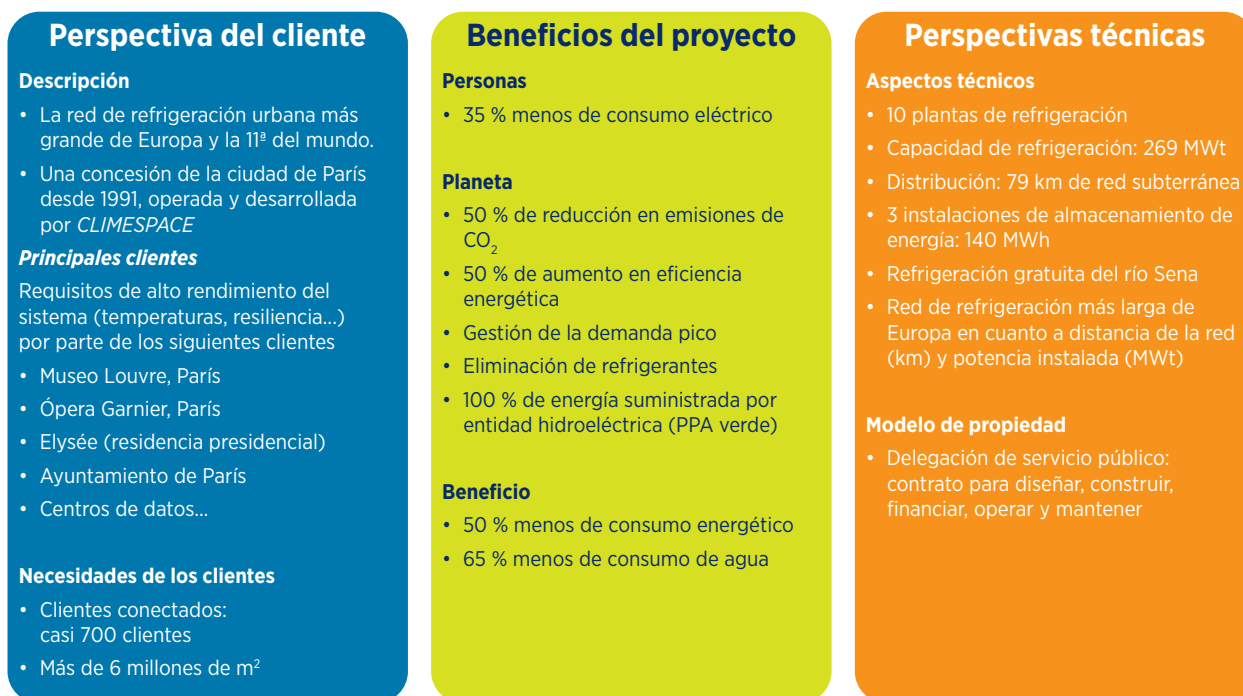 Perspectiva del cliente
Descripción
• La red de refrigeración urbana más
grande de Europa y la 11ª del mundo.
• Una concesión de la ciudad de París
desde 1991, operada y desarrollada
por CLIMESPACE
Principales clientes
Requisitos de alto rendimiento del
sistema (temperaturas, resiliencia...)
por parte de los siguientes clientes
• Museo Louvre, París
• Ópera Garnier, París
• Elysée (residencia presidencial)
• Ayuntamiento de París
• Centros de datos...
Necesidades de los clientes
• Clientes conectados:
casi 700 clientes
• Más de 6 millones de m²
Beneficios del proyecto
Personas
• 35 % menos de consumo eléctrico
Planeta
• 50 % de reducción en emisiones de
CO₂
• 50 % de aumento en eficiencia
energética
• Gestión de la demanda pico
• Eliminación de refrigerantes
• 100 % de energía suministrada por
entidad hidroeléctrica (PPA verde)
Beneficio
• 50 % menos de consumo energético
• 65 % menos de consumo de agua
Perspectivas técnicas
Aspectos técnicos
• 10 plantas de refrigeración
• Capacidad de refrigeración: 269 MWt
• Distribución: 79 km de red subterránea
• 3 instalaciones de almacenamiento de
energía: 140 MWh
• Refrigeración gratuita del río Sena
• Red de refrigeración más larga de
Europa en cuanto a distancia de la red
(km) y potencia instalada (MWt)
Modelo de propiedad
• Delegación de servicio público:
contrato para diseñar, construir,
financiar, operar y mantener